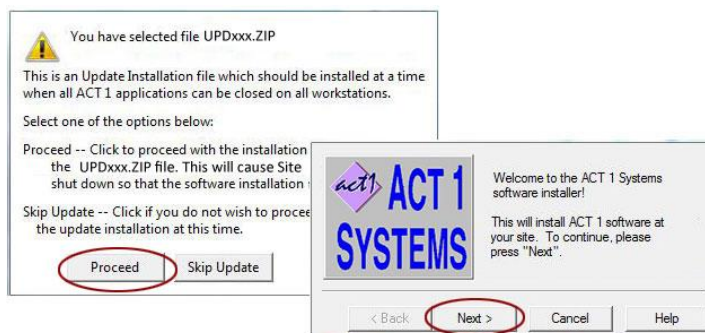 You have selected file UPDxxx.ZIP
This is an Update Installation file which should be installed at a time
when all ACT 1 applications can be closed on all workstations.
Select one of the options below:
Proceed -- Click to proceed with the installation
the UPDxxx.ZIP file. This will cause Site
shut down so that the software installation
Skip Update -- Click if you do not wish to procee
the update installation at this time.
Proceed
Skip Update
act1
ACT 1
SYSTEMS
Welcome to the ACT 1 Systems
software installer!
This will install ACT 1 software at
your site. To continue, please
press "Next".
< Back
Next >
Cancel
Help